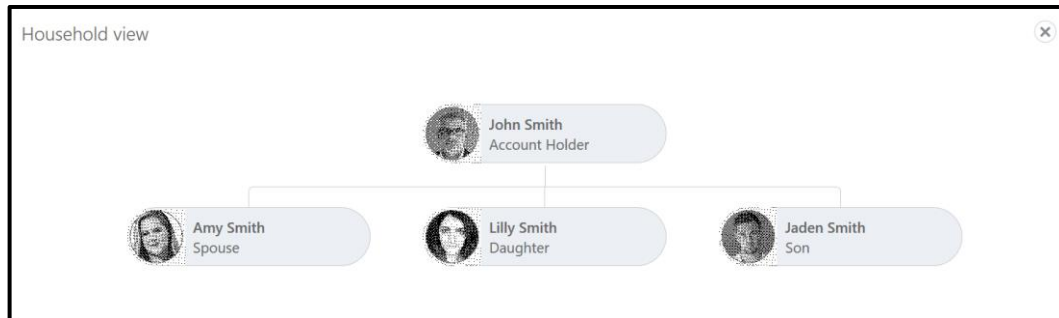 Household view
John Smith
Account Holder
Amy Smith
Spouse
Lilly Smith
Daughter
Jaden Smith
Son